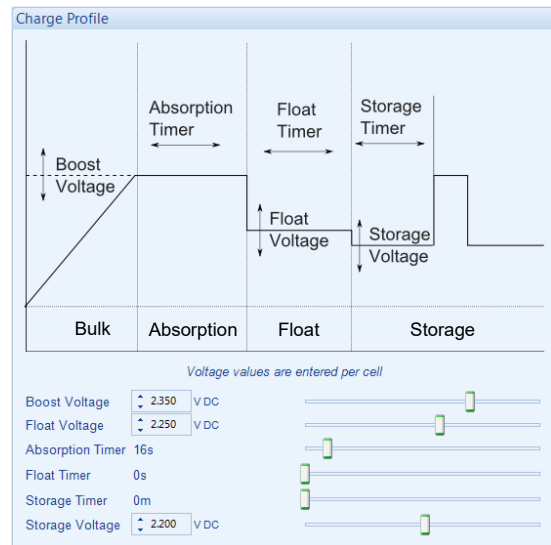 Charge Profile
Absorption
Timer
Float
Timer
Storage
Timer
Boost
Voltage
Float
Voltage
Storage
Voltage
Bulk
Absorption
Float
Storage
Voltage values are entered per cell
Boost Voltage 2.350 V DC
Float Voltage 2.250 V DC
Absorption Timer 16s
Float Timer 0s
Storage Timer 0m
Storage Voltage 2.200 V DC